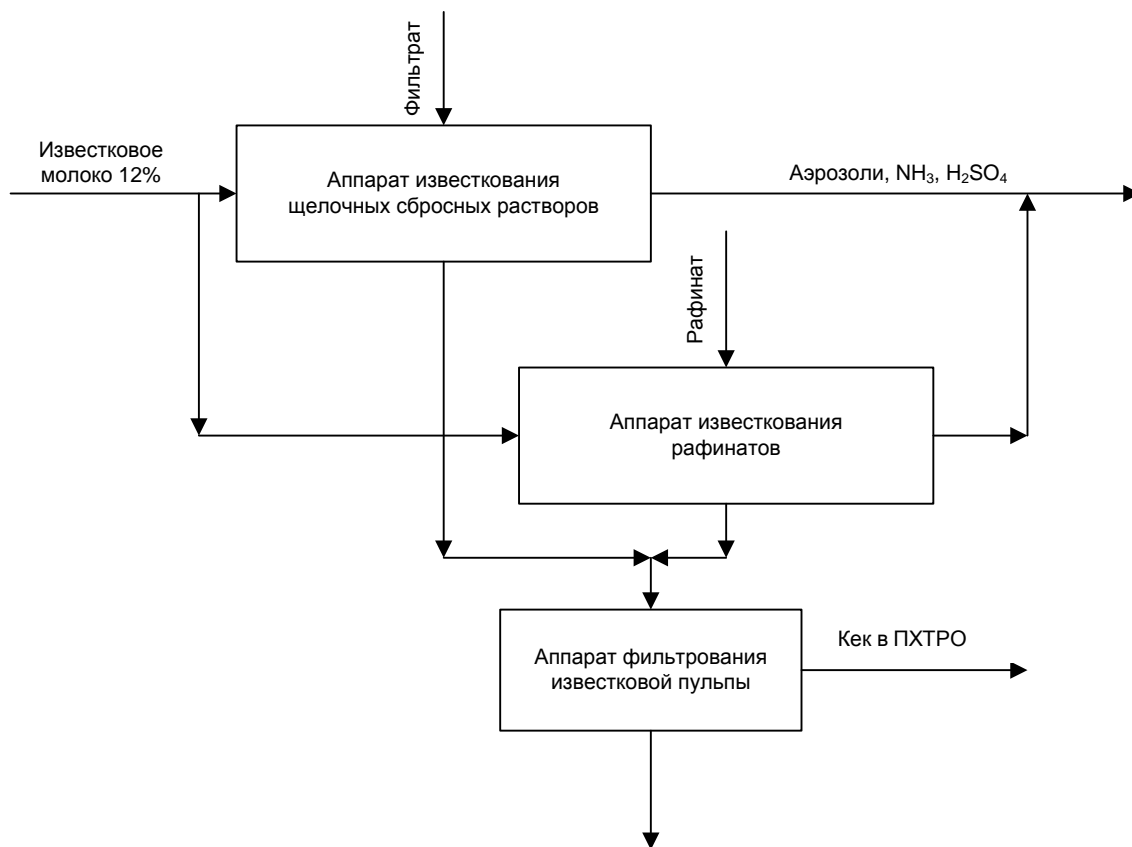 Фильтрат
Известковое
молоко 12%
Аппарат известкования
щелочных сбросных растворов
Аэрозоли, NH₃, H₂SO₄
Рафинат
Аппарат известкования
рафинатов
Аппарат фильтрования
известковой пульпы
Кек в ПХТРО